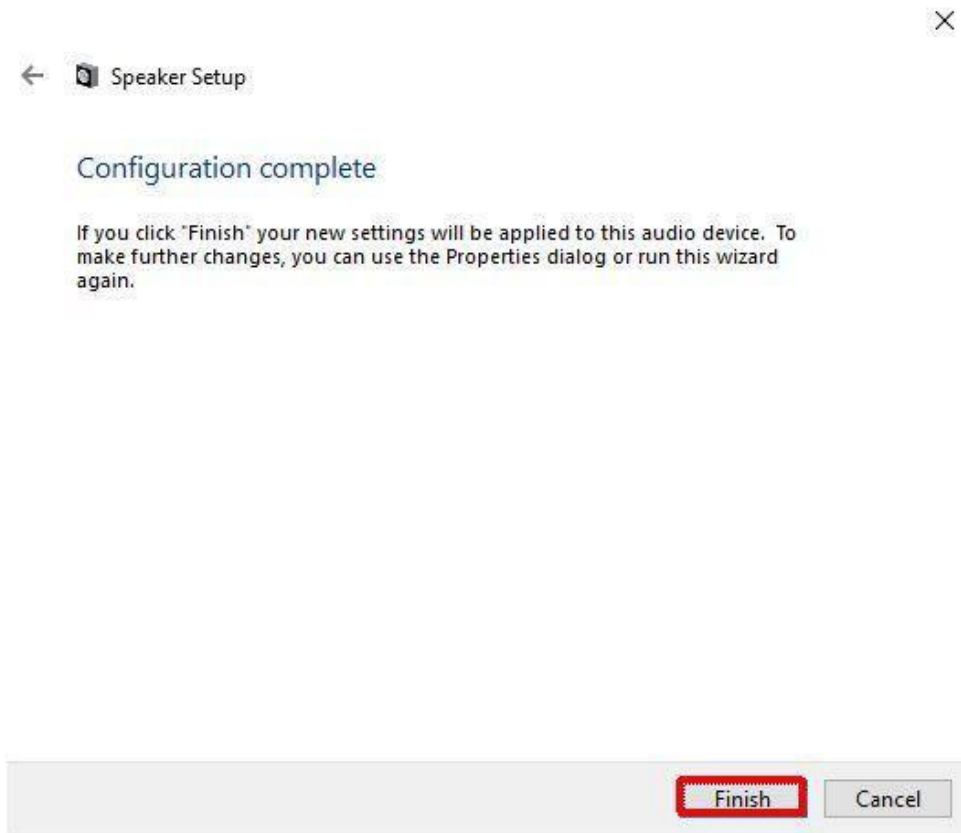 Speaker Setup
Configuration complete
If you click "Finish" your new settings will be applied to this audio device.  To
make further changes, you can use the Properties dialog or run this wizard
again.
Finish
Cancel